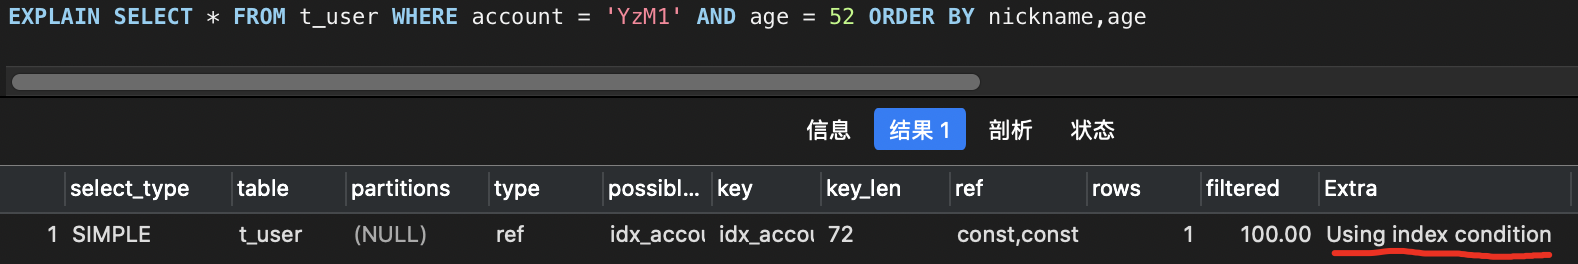 EXPLAIN SELECT * FROM t_user WHERE account = 'YzM1' AND age = 52 ORDER BY nickname,age
信息 结果 1 剖析 状态
select_type table partitions type possibl... key key_len ref rows filtered Extra
1 SIMPLE t_user (NULL) ref idx_accou idx_accou 72 const,const 1 100.00 Using index condition